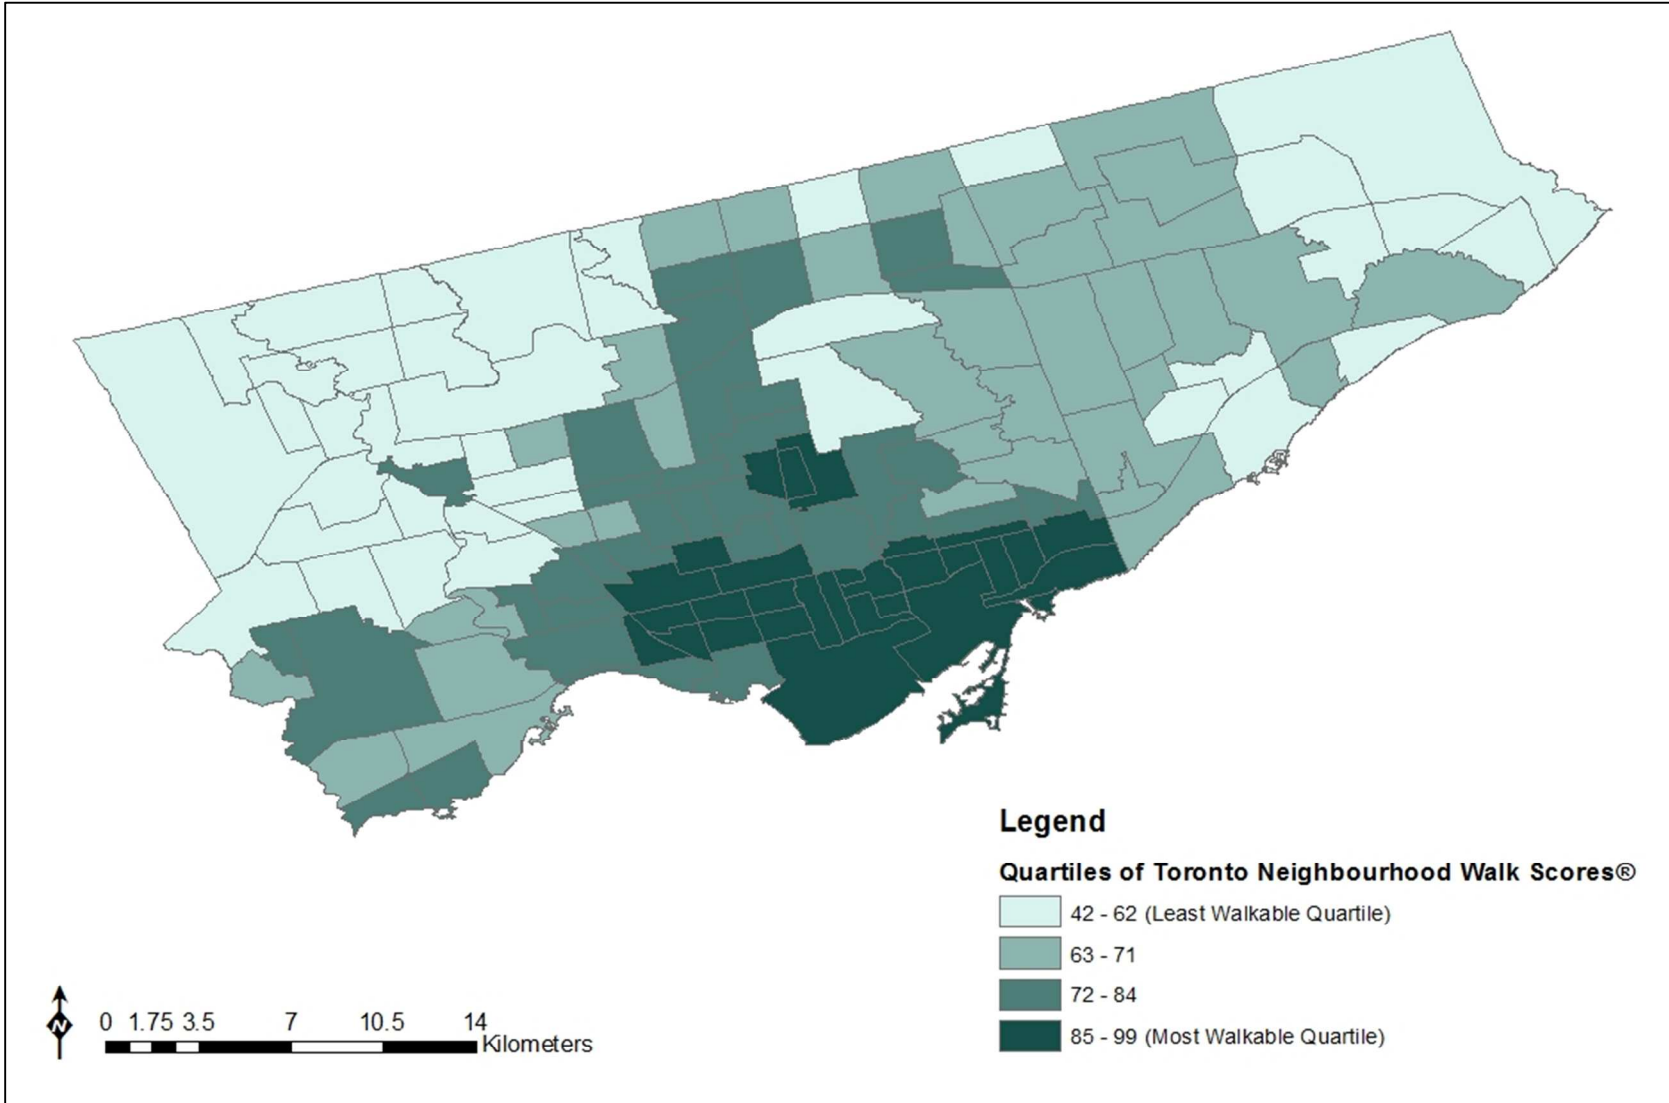 Legend
Quartiles of Toronto Neighbourhood Walk Scores®
42 - 62 (Least Walkable Quartile)
63 - 71
72 - 84
85 - 99 (Most Walkable Quartile)
N
0 1.75 3.5 7 10.5 14
Kilometers